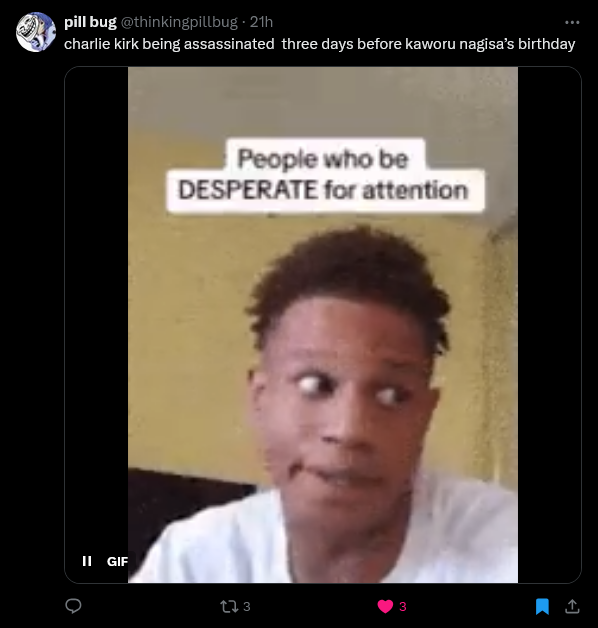 pill bug @thinkingpillbug · 21h
charlie kirk being assassinated  three days before kaworu nagisa’s birthday
People who be
DESPERATE for attention
GIF
3
3